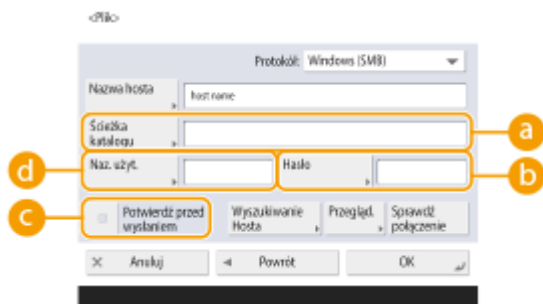 <Plik>
Protokół: Windows (SMB)
Nazwa hosta
host name
a
Ścieżka
katalogu
d
Naz. użyt.
Hasło
b
c
Potwierdź przed
wysłaniem
Wyszukiwanie
Hosta
Przegląd.
Sprawdź
połączenie
Anuluj
Powrót
OK